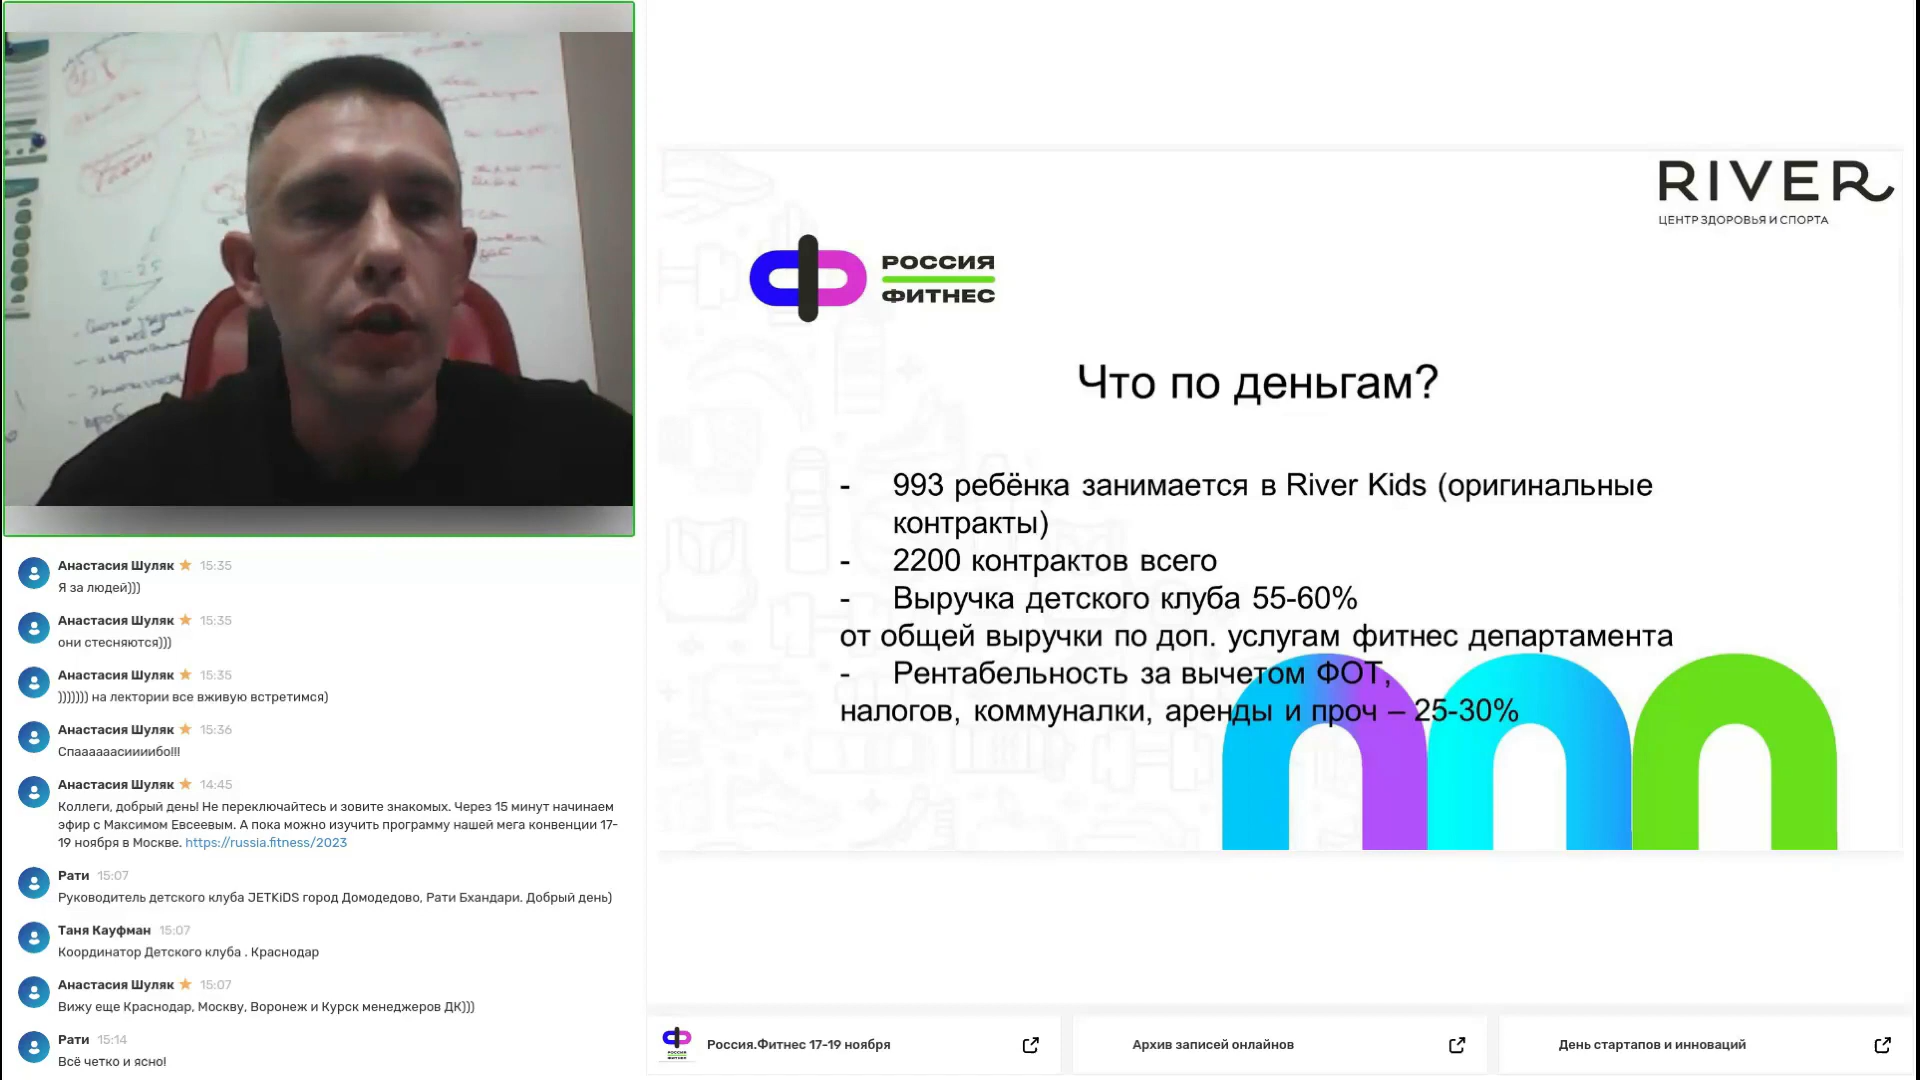 Анастасия Шуляк 15:35
Я за людей)))
Анастасия Шуляк 15:35
они стесняются)))
Анастасия Шуляк 15:35
))))))) на лектории все вживую встретимся)
Анастасия Шуляк 15:36
Спаааааасииииибо!!!
Анастасия Шуляк 14:45
Коллеги, добрый день! Не переключайтесь и зовите знакомых. Через 15 минут начинаем
эфир с Максимом Евсеевым. А пока можно изучить программу нашей мега конвенции 17-
19 ноября в Москве. https://russia.fitness/2023
Рати 15:07
Руководитель детского клуба JETKiDS город Домодедово, Рати Бхандари. Добрый день)
Таня Кауфман 15:07
Координатор Детского клуба . Краснодар
Анастасия Шуляк 15:07
Вижу еще Краснодар, Москву, Воронеж и Курск менеджеров ДК)))
Рати 15:14
Всё четко и ясно!
RIVER
ЦЕНТР ЗДОРОВЬЯ И СПОРТА
РОССИЯ
ФИТНЕС
Что по деньгам?
- 993 ребёнка занимается в River Kids (оригинальные
контракты)
- 2200 контрактов всего
- Выручка детского клуба 55-60%
от общей выручки по доп. услугам фитнес департамента
- Рентабельность за вычетом ФОТ,
налогов, коммуналки, аренды и проч – 25-30%
Россия.Фитнес 17-19 ноября
Архив записей онлайнов
День стартапов и инноваций